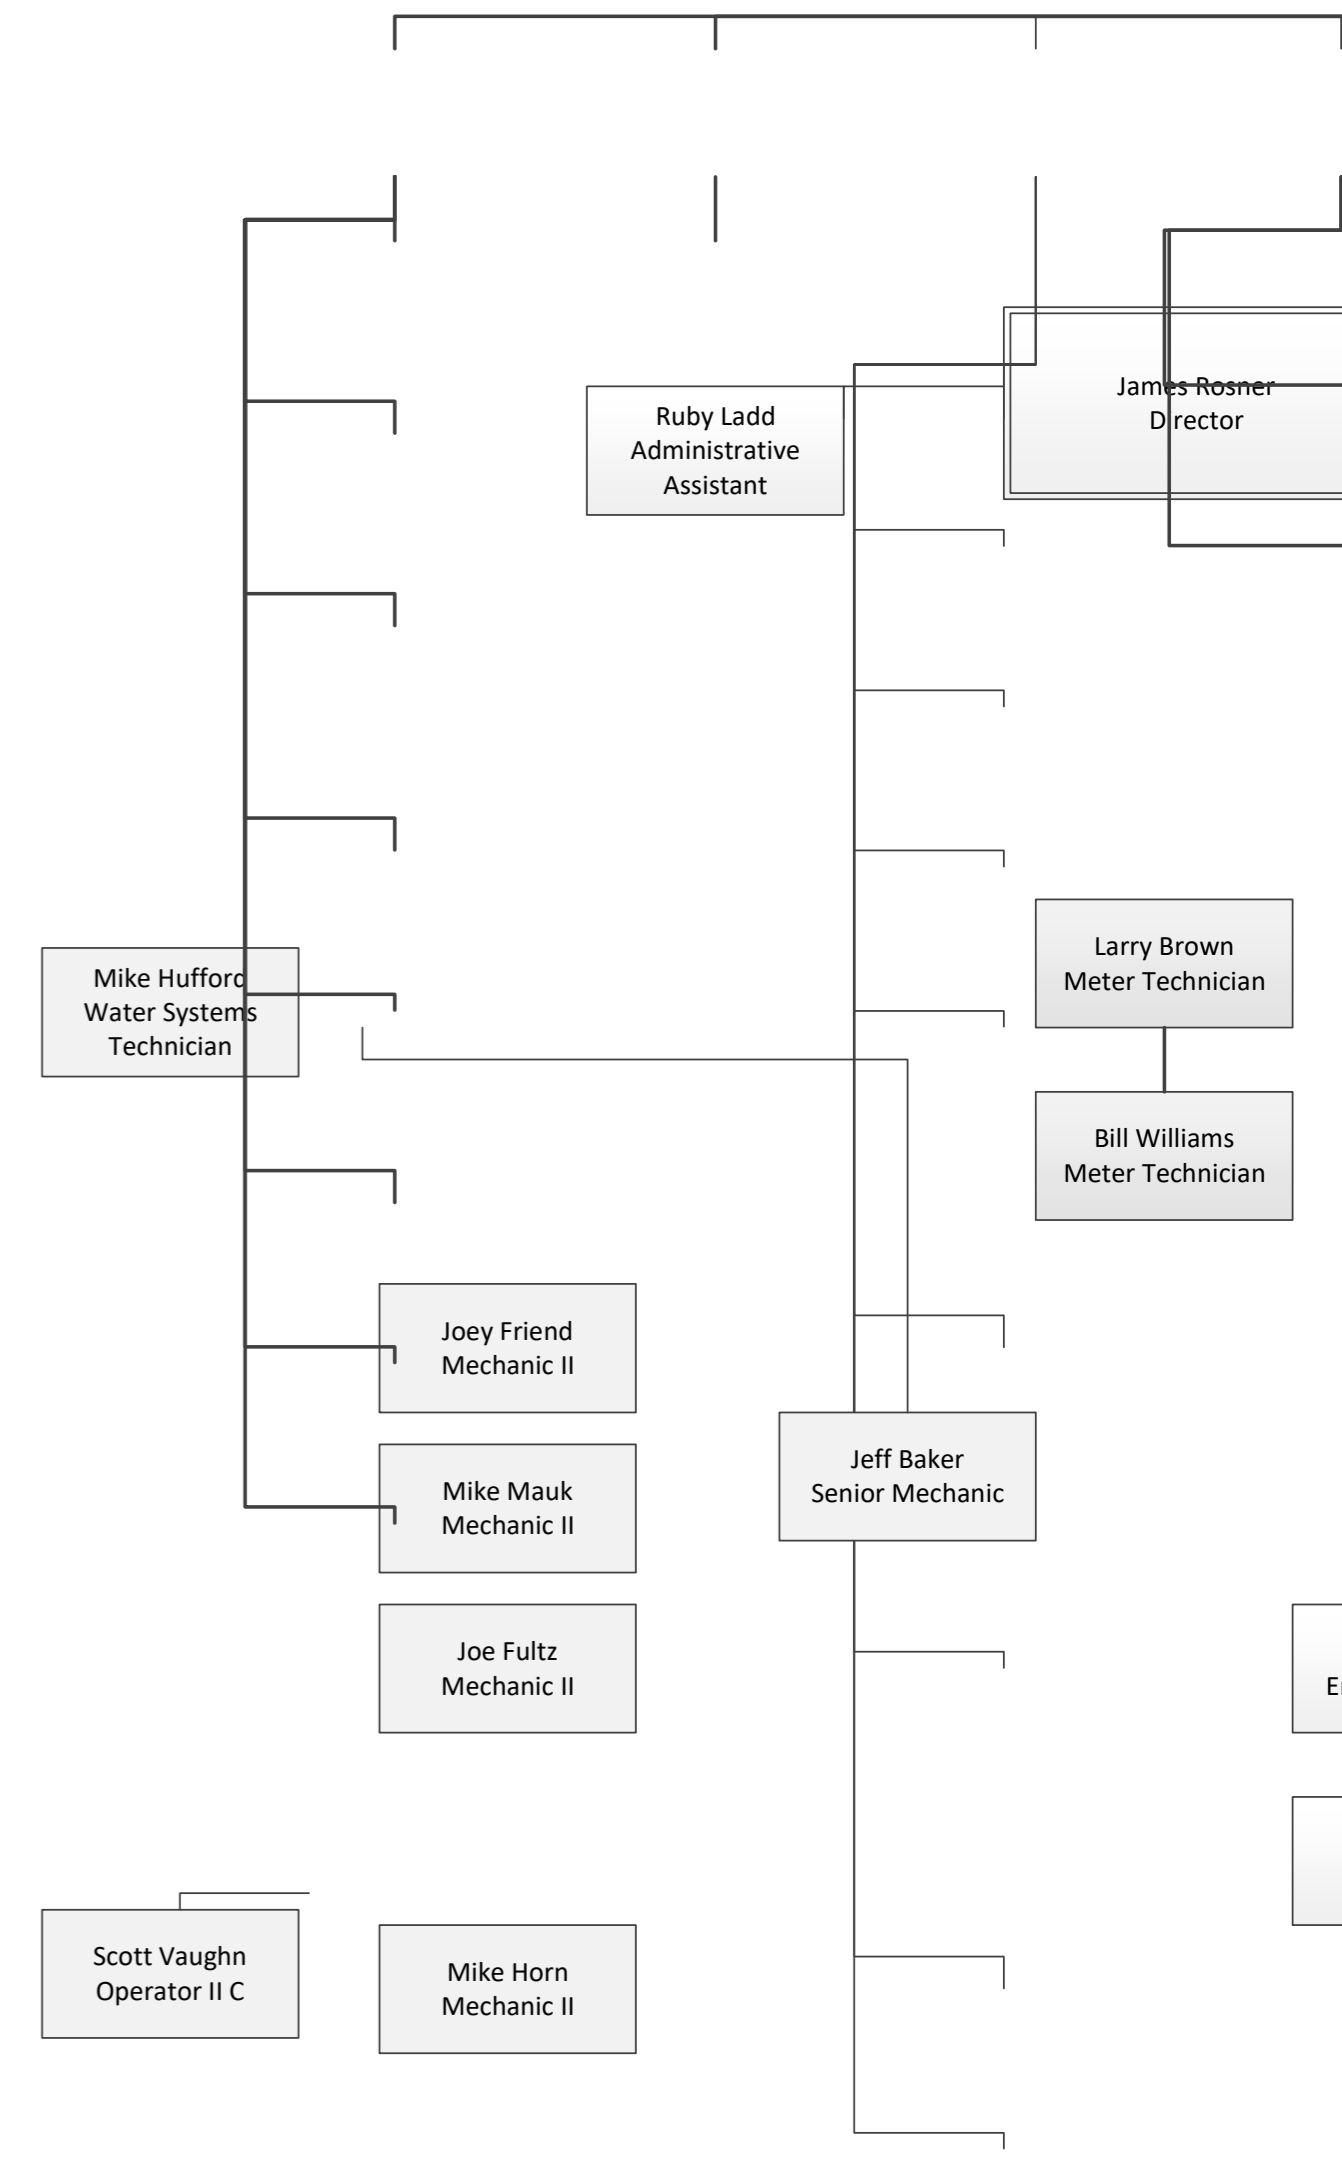 James Rosner
Director
Ruby Ladd
Administrative
Assistant
Larry Brown
Meter Technician
Mike Hufford
Water Systems
Technician
Bill Williams
Meter Technician
Joey Friend
Mechanic II
Jeff Baker
Senior Mechanic
Mike Mauk
Mechanic II
Joe Fultz
Mechanic II
Scott Vaughn
Operator II C
Mike Horn
Mechanic II